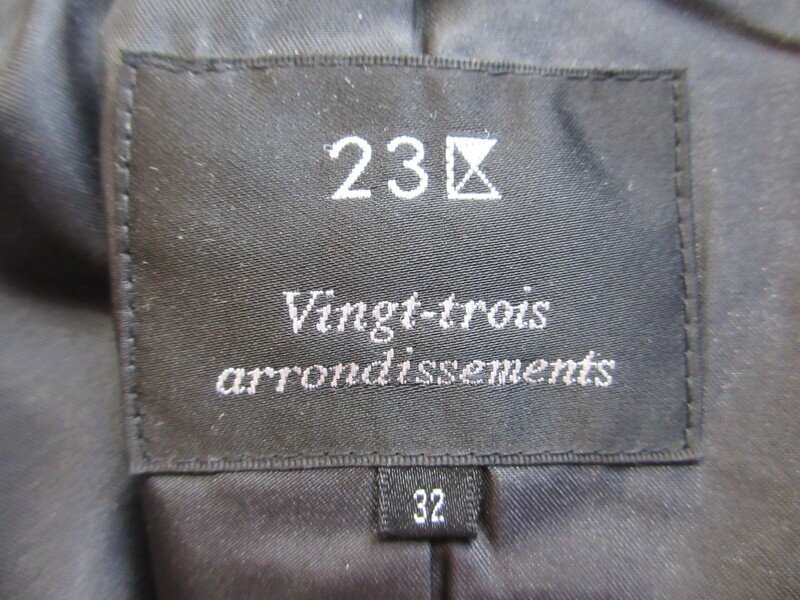 23区
Vingt-trois
arrondissements
32